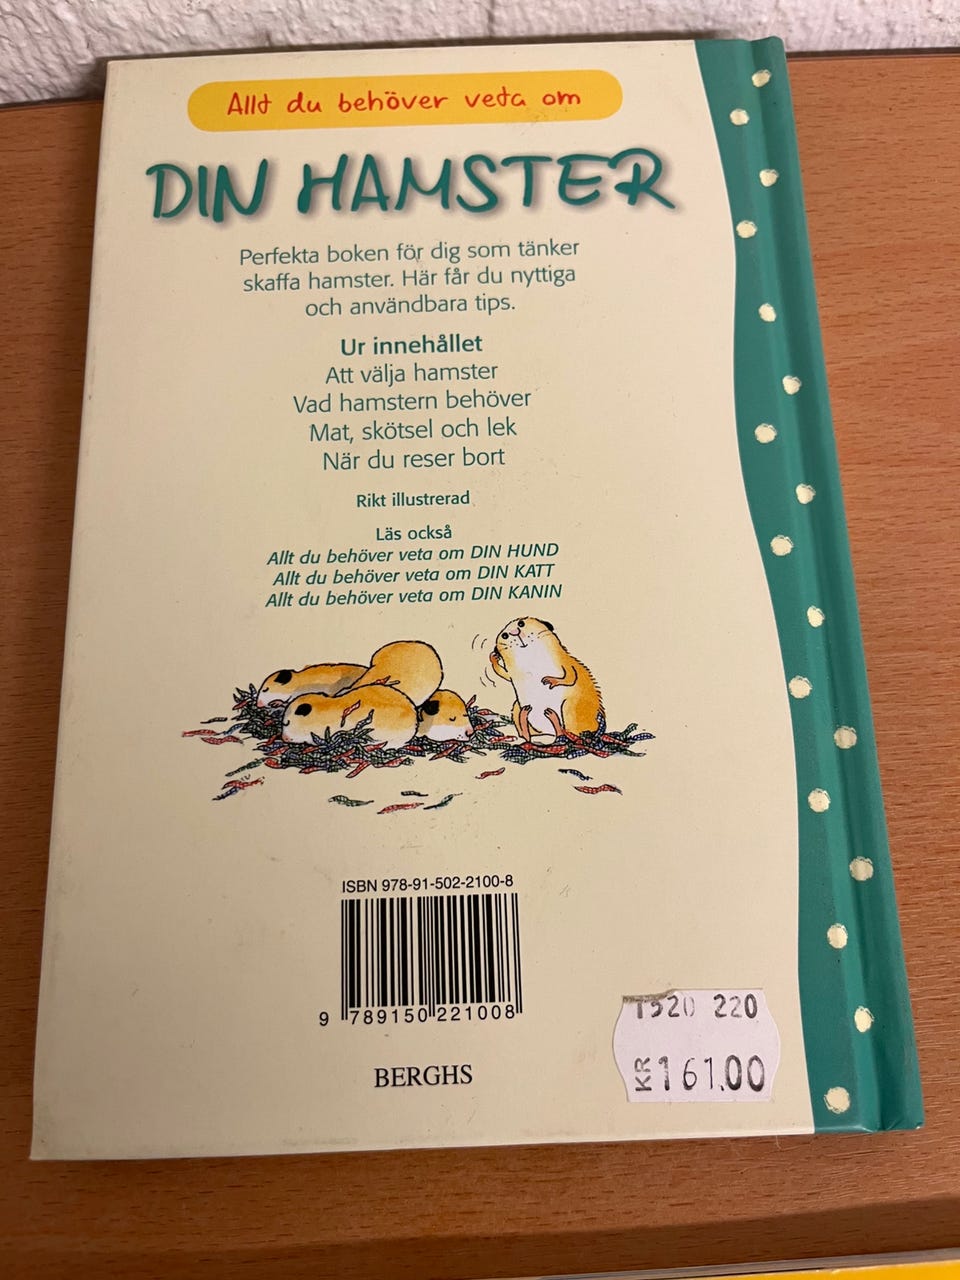 Allt du behöver veta om
DIN HAMSTER
Perfekta boken för dig som tänker
skaffa hamster. Här får du nyttiga
och användbara tips.
Ur innehållet
Att välja hamster
Vad hamstern behöver
Mat, skötsel och lek
När du reser bort
Rikt illustrerad
Läs också
Allt du behöver veta om DIN HUND
Allt du behöver veta om DIN KATT
Allt du behöver veta om DIN KANIN
ISBN 978-91-502-2100-8
9 789150 221008
BERGHS
220
KR 161.00